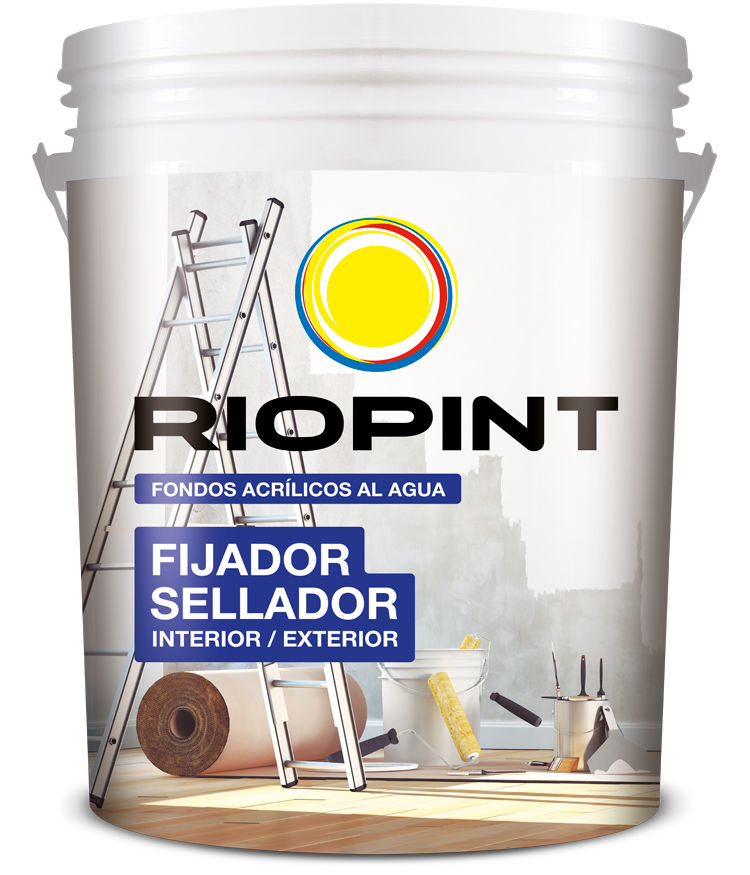 RIOPINT
FONDOS ACRÍLICOS AL AGUA
FIJADOR
SELLADOR
INTERIOR / EXTERIOR